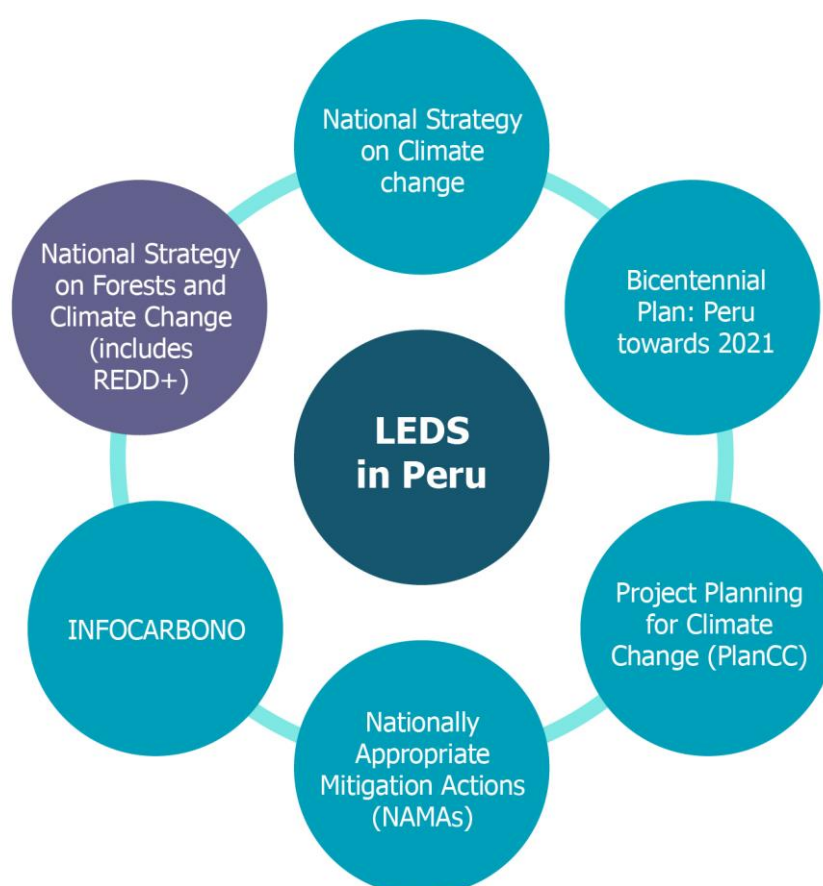 National Strategy
on Climate
change
Bicentennial
Plan: Peru
towards 2021
Project Planning
for Climate
Change (PlanCC)
Nationally
Appropriate
Mitigation Actions
(NAMAs)
INFOCARBONO
National Strategy
on Forests and
Climate Change
(includes
REDD+)
LEDS
in Peru